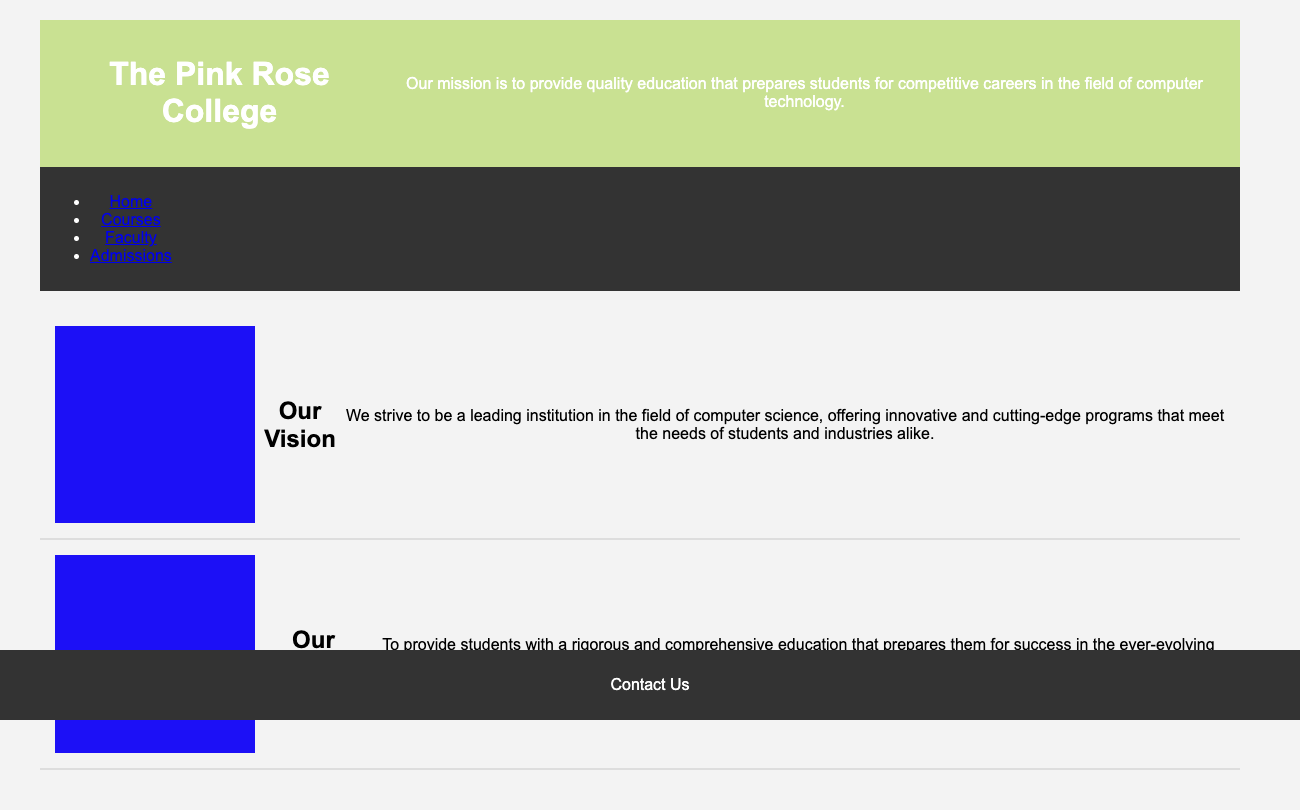 The Pink Rose
College
Our mission is to provide quality education that prepares students for competitive careers in the field of computer
technology.
Home
Courses
Faculty
Admissions
Our
Vision
We strive to be a leading institution in the field of computer science, offering innovative and cutting-edge programs that meet
the needs of students and industries alike.
Our
To provide students with a rigorous and comprehensive education that prepares them for success in the ever-evolving
Contact Us